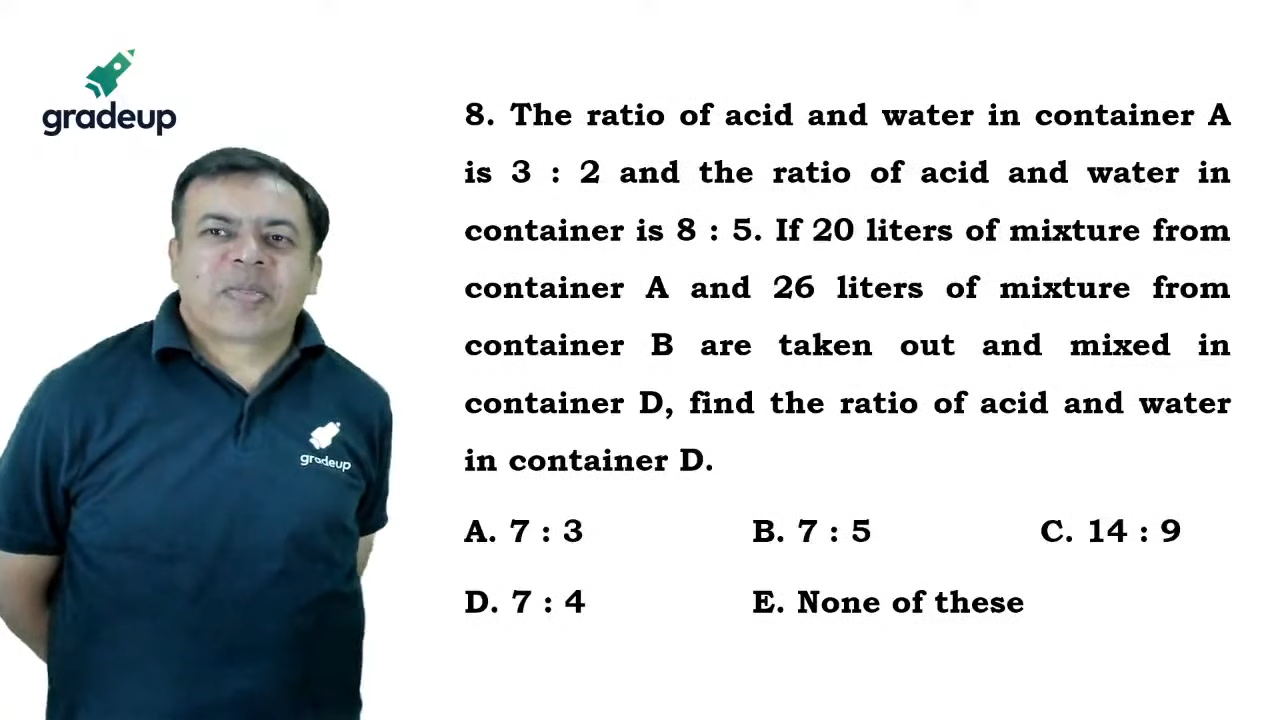 gradeup
8. The ratio of acid and water in container A
is 3 : 2 and the ratio of acid and water in
container is 8 : 5. If 20 liters of mixture from
container A and 26 liters of mixture from
container B are taken out and mixed in
container D, find the ratio of acid and water
in container D.
A. 7 : 3 B. 7 : 5 C. 14 : 9
D. 7 : 4 E. None of these
gradeup